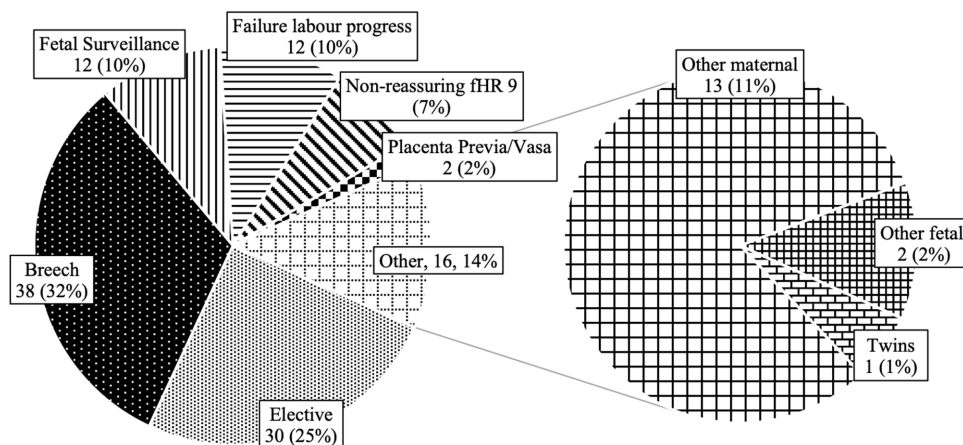 Failure labour progress
12 (10%)
Fetal Surveillance
12 (10%)
Non-reassuring fHR 9
(7%)
Placenta Previa/Vasa
2 (2%)
Other, 16, 14%
Breech
38 (32%)
Elective
30 (25%)
Other maternal
13 (11%)
Other fetal
2 (2%)
Twins
1 (1%)